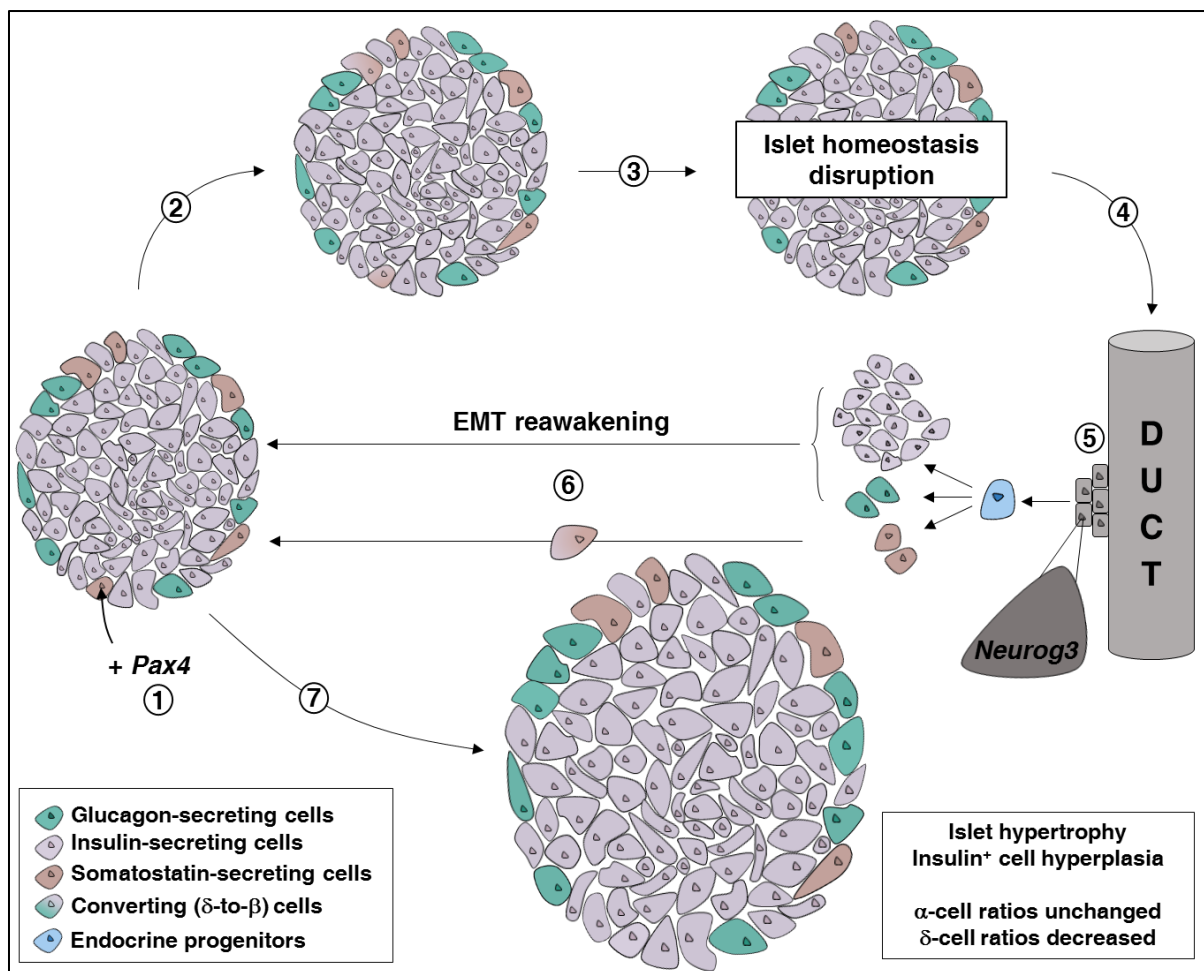 ②
③
Islet homeostasis
disruption
④
EMT reawakening
⑤
D
U
C
T
⑥
Neurog3
+ Pax4
①
⑦
Glucagon-secreting cells
Insulin-secreting cells
Somatostatin-secreting cells
Converting (δ-to-β) cells
Endocrine progenitors
Islet hypertrophy
Insulin⁺ cell hyperplasia
α-cell ratios unchanged
δ-cell ratios decreased